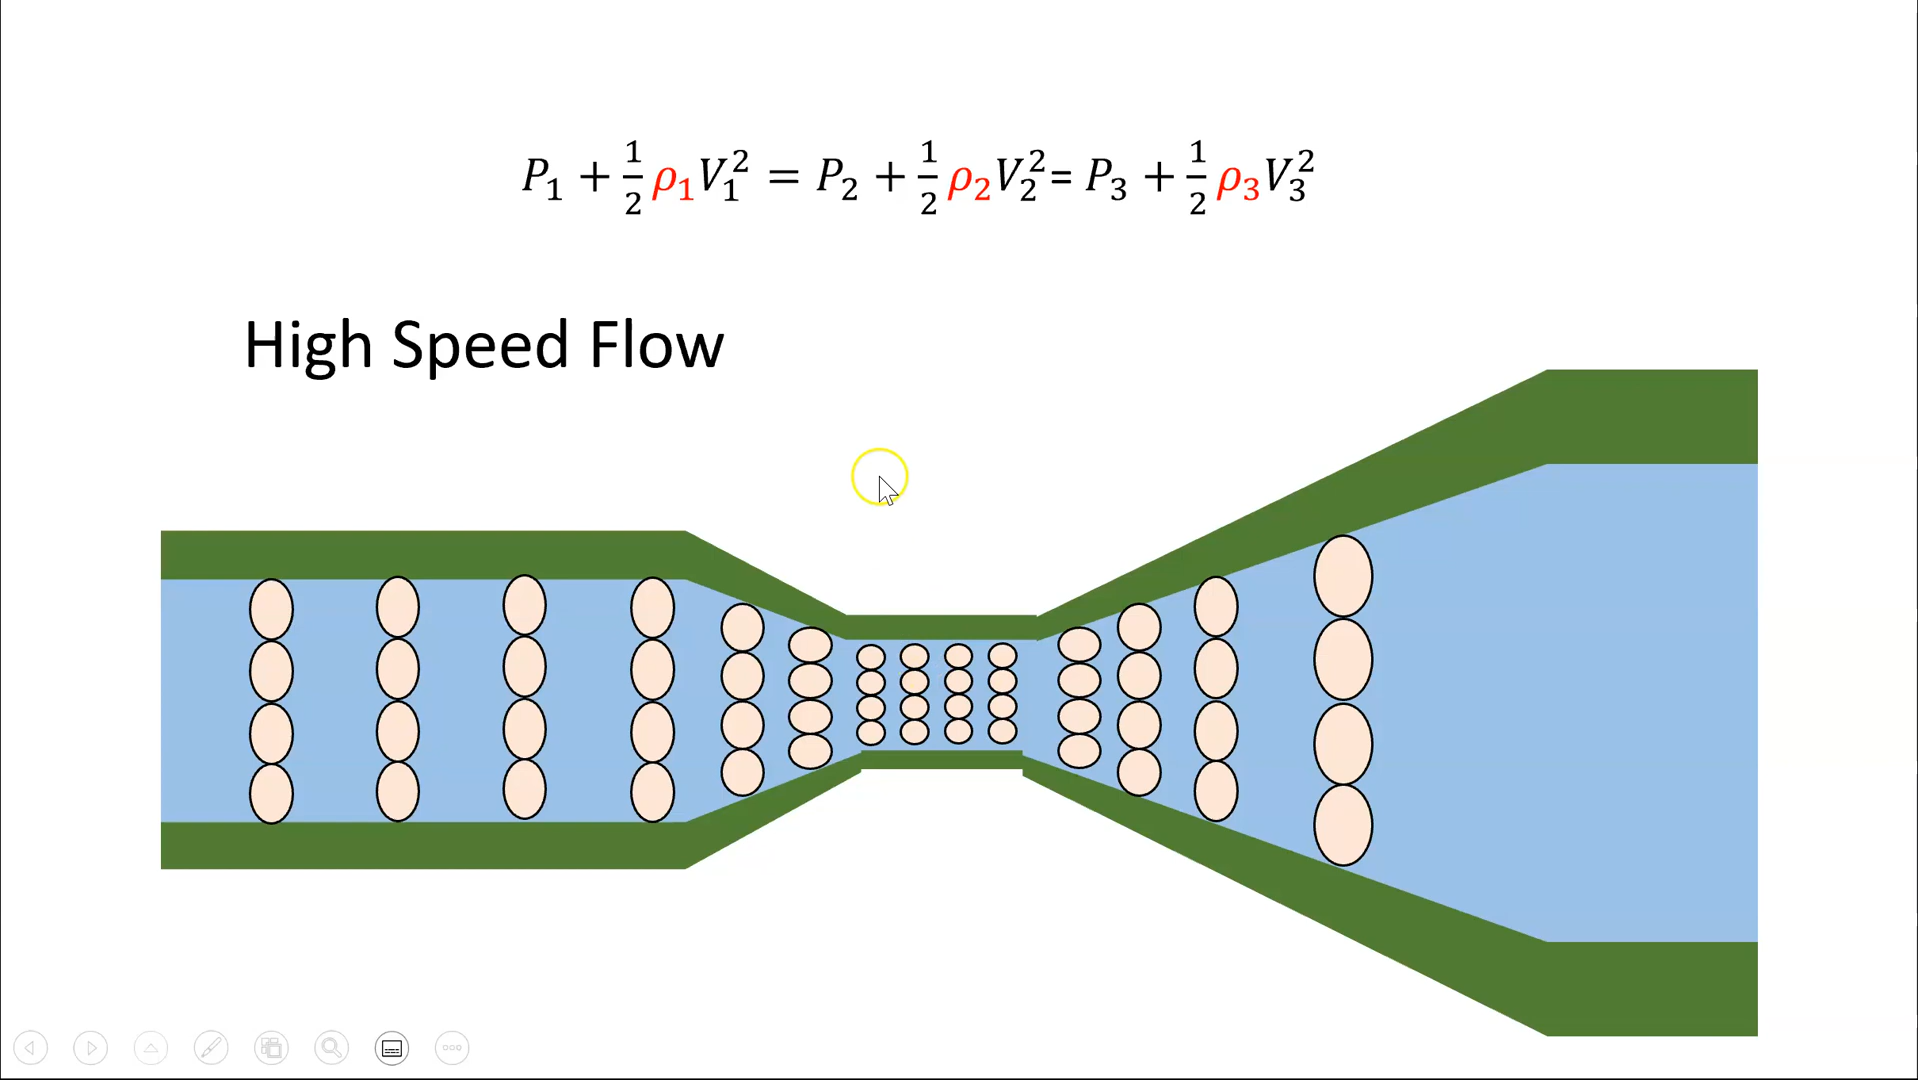 P₁ + ½ρ₁V₁² = P₂ + ½ρ₂V₂² = P₃ + ½ρ₃V₃²
High Speed Flow